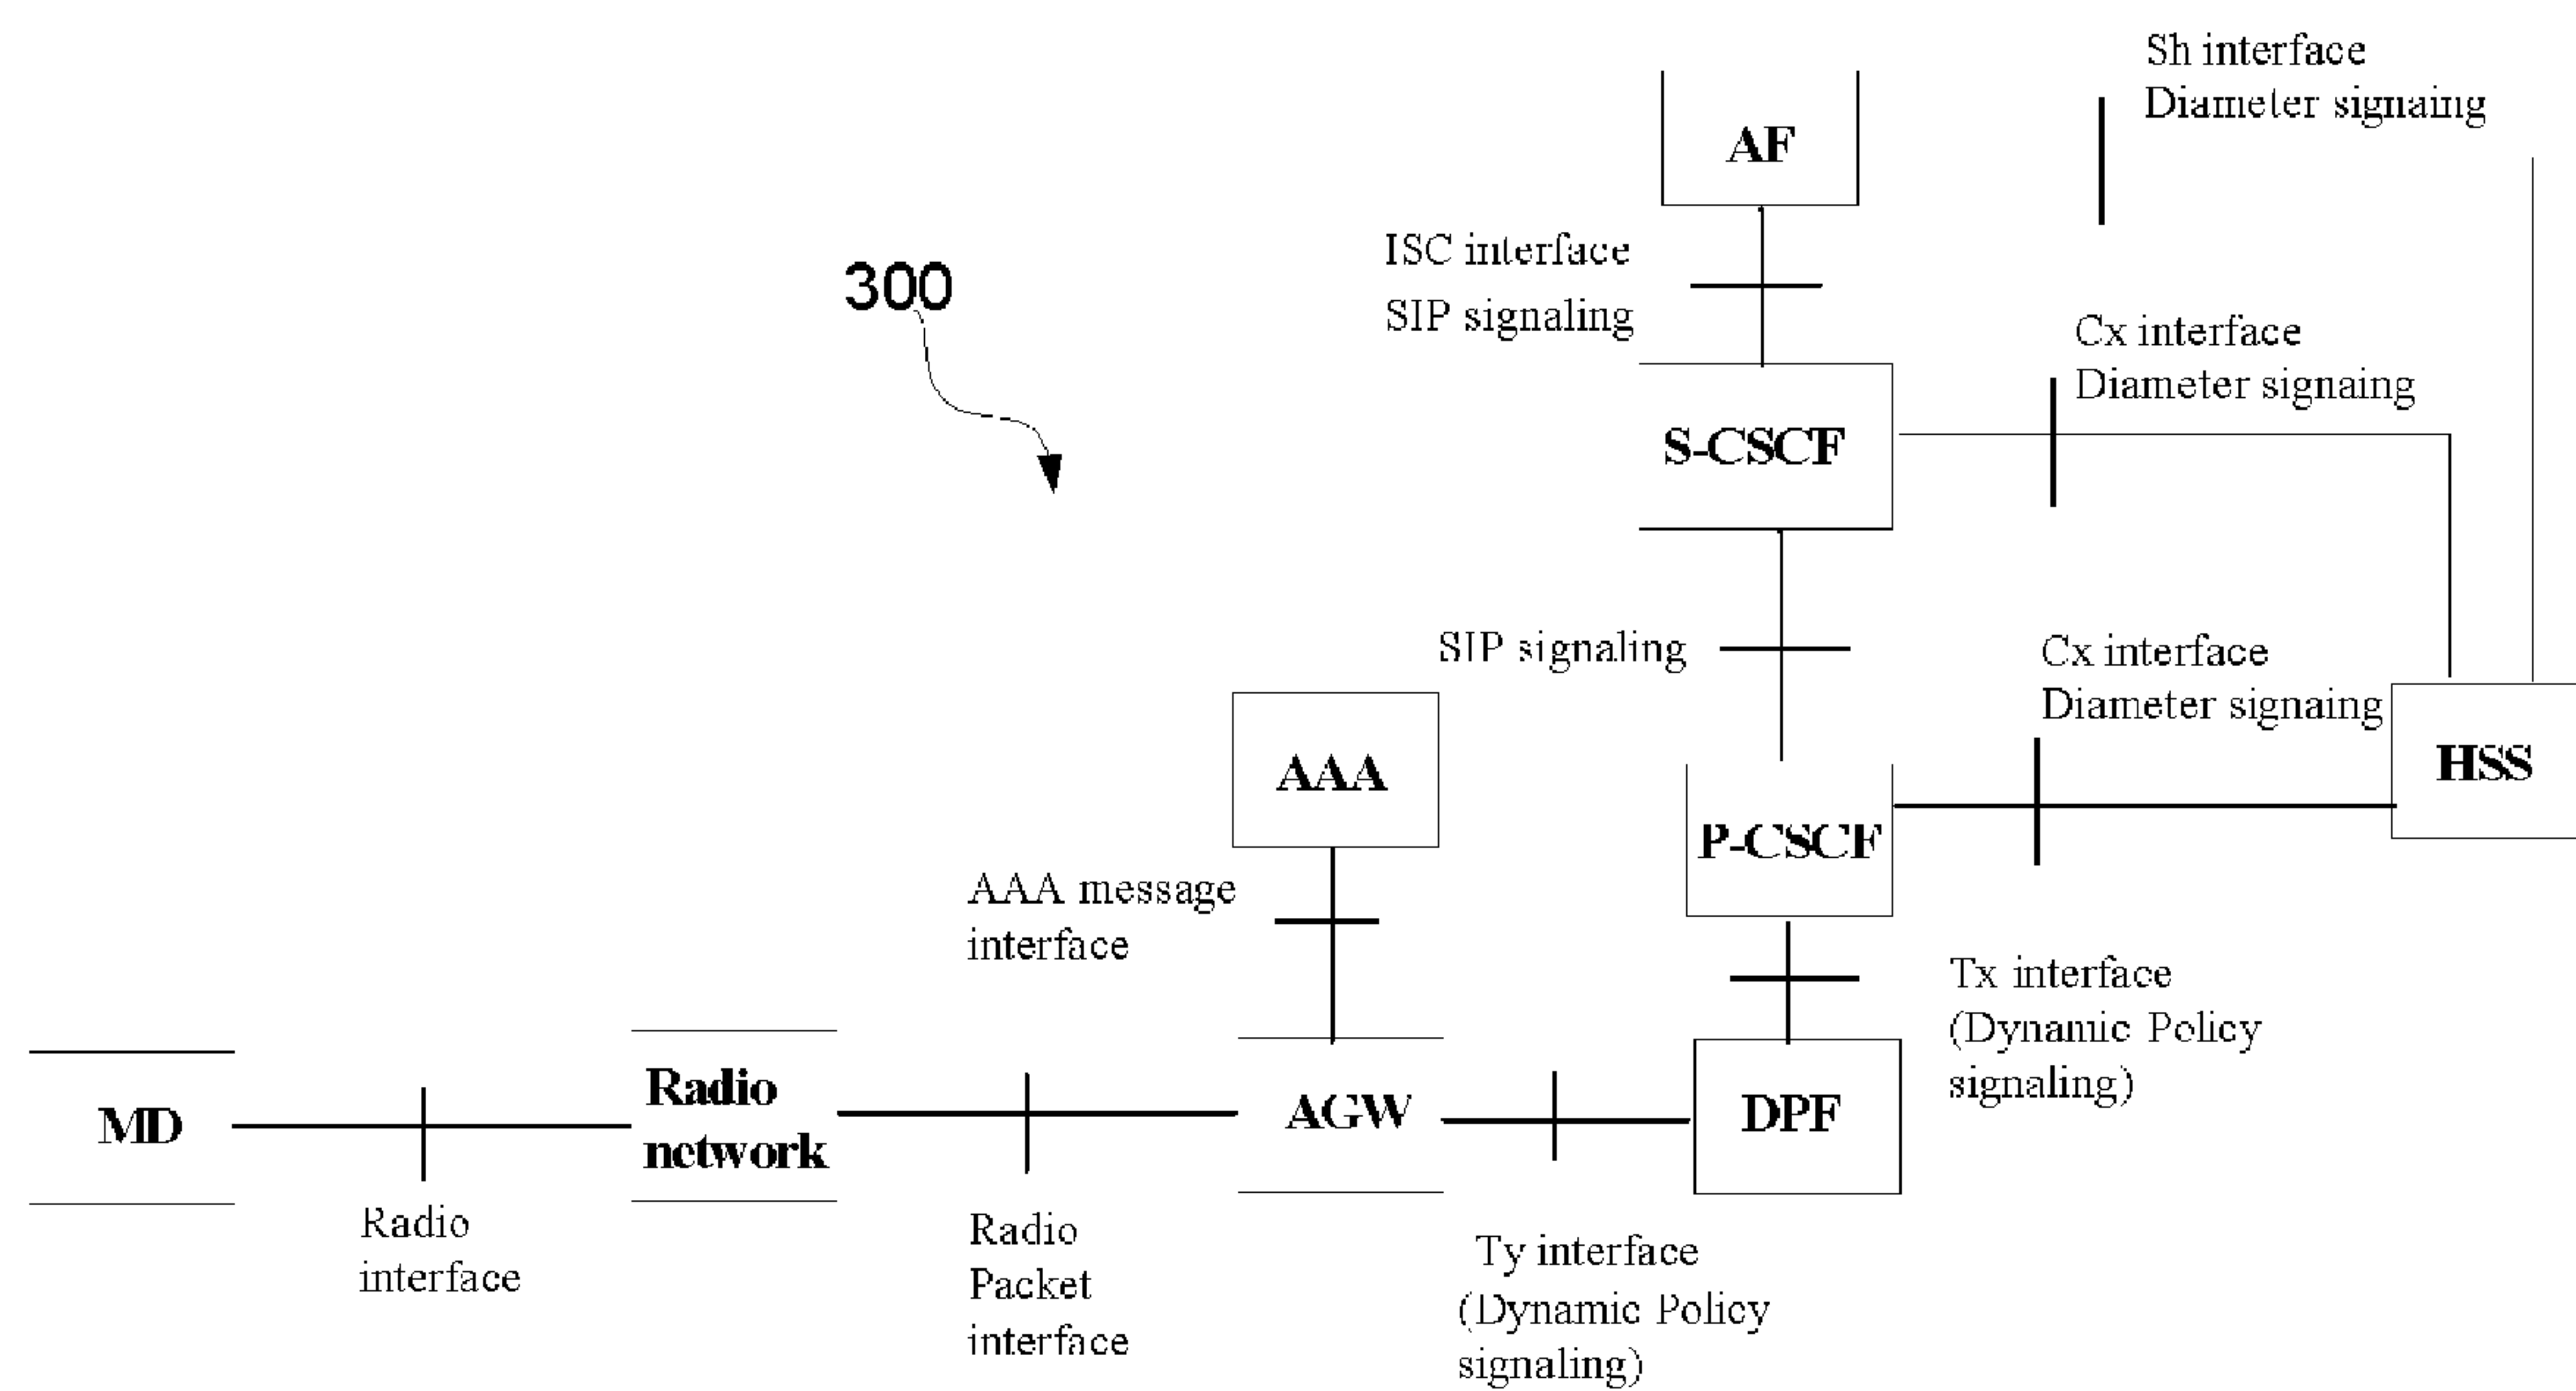 Sh interface
Diameter signaing
AF
ISC interface
SIP signaling
300
Cx interface
Diameter signaing
S-CSCF
SIP signaling
Cx interface
Diameter signaing
AAA
HSS
P-CSCF
AAA message
interface
Tx interface
(Dynamic Policy
signaling)
MD
Radio
network
AGW
DPF
Radio
interface
Radio
Packet
interface
Ty interface
(Dynamic Policy
signaling)